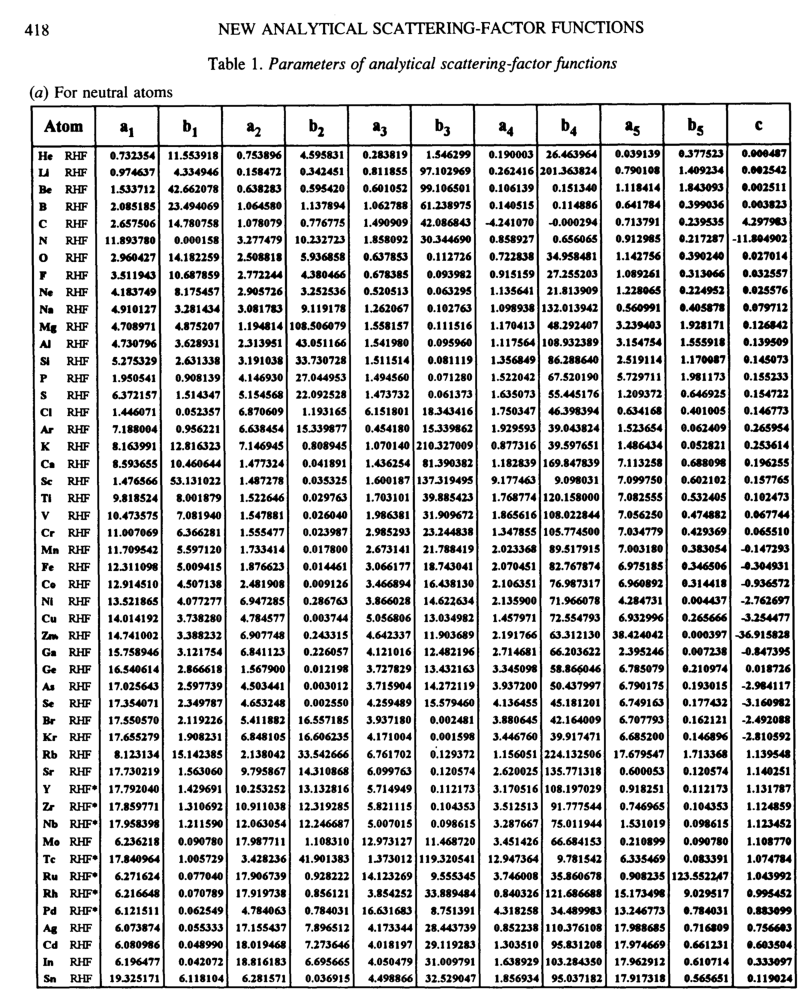 418 NEW ANALYTICAL SCATTERING-FACTOR FUNCTIONS
Table 1. Parameters of analytical scattering-factor functions
(a) For neutral atoms
Atom a1 b1 a2 b2 a3 b3 a4 b4 a5 b5 c
He RHF 0.732354 11.553918 0.753896 4.595831 0.283819 1.546299 0.190003 26.463964 0.039139 0.377523 0.000487
Li RHF 0.974637 4.334946 0.158472 0.342451 0.811855 97.102969 0.262416 201.363824 0.790108 1.409234 0.002542
Be RHF 1.533712 42.662078 0.638283 0.595420 0.601052 99.106501 0.106139 0.151340 1.118414 1.843093 0.002511
B RHF 2.085185 23.494069 1.064580 1.137894 1.062788 61.238975 0.140515 0.114886 0.641784 0.399036 0.003823
C RHF 2.657506 14.780758 1.078079 0.776775 1.490909 42.086843 -4.241070 -0.000294 0.713791 0.239535 4.297983
N RHF 11.893780 0.000158 3.277479 10.232723 1.858092 30.344690 0.858927 0.656065 0.912985 0.217287 -11.804902
O RHF 2.960427 14.182259 2.508818 5.936858 0.637853 0.112726 0.722838 34.958481 1.142756 0.390240 0.027014
F RHF 3.511943 10.687859 2.772244 4.380466 0.678385 0.093982 0.915159 27.255203 1.089261 0.313066 0.032557
Ne RHF 4.183749 8.175457 2.905726 3.252536 0.520513 0.063295 1.135641 21.813909 1.228065 0.224952 0.025576
Na RHF 4.910127 3.281434 3.081783 9.119178 1.262067 0.102763 1.098938 132.013942 0.560991 0.405878 0.079712
Mg RHF 4.708971 4.875207 1.194814 108.506079 1.558157 0.111516 1.170413 48.292407 3.239403 1.928171 0.126842
Al RHF 4.730796 3.628931 2.313951 43.051166 1.541980 0.095960 1.117564 108.932389 3.154754 1.555918 0.139509
Si RHF 5.275329 2.631338 3.191038 33.730728 1.511514 0.081119 1.356849 86.288640 2.519114 1.170087 0.145073
P RHF 1.950541 0.908139 4.146930 27.044953 1.494560 0.071280 1.522042 67.520190 5.729711 1.981173 0.155233
S RHF 6.372157 1.514347 5.154568 22.092528 1.473732 0.061373 1.635073 55.445176 1.209372 0.646925 0.154722
Cl RHF 1.446071 0.052357 6.870609 1.193165 6.151801 18.343416 1.750347 46.398394 0.634168 0.401005 0.146773
Ar RHF 7.188004 0.956221 6.638454 15.339877 0.454180 15.339862 1.929593 39.043824 1.523654 0.062409 0.265954
K RHF 8.163991 12.816323 7.146945 0.808945 1.070140 210.327009 0.877316 39.597651 1.486434 0.052821 0.253614
Ca RHF 8.593655 10.460644 1.477324 0.041891 1.436254 81.390382 1.182839 169.847839 7.113258 0.688098 0.196255
Sc RHF 1.476566 53.131022 1.487278 0.035325 1.600187 137.319495 9.177463 9.098031 7.099750 0.602102 0.157765
Ti RHF 9.818524 8.001879 1.522646 0.029763 1.703101 39.885423 1.768774 120.158000 7.082555 0.532405 0.102473
V RHF 10.473575 7.081940 1.547881 0.026040 1.986381 31.909672 1.865616 108.022844 7.056250 0.474882 0.067744
Cr RHF 11.007069 6.366281 1.555477 0.023987 2.985293 23.244838 1.347855 105.774500 7.034779 0.429369 0.065510
Mn RHF 11.709542 5.597120 1.733414 0.017800 2.673141 21.788419 2.023368 89.517915 7.003180 0.383054 -0.147293
Fe RHF 12.311098 5.009415 1.876623 0.014461 3.066177 18.743041 2.070451 82.767874 6.975185 0.346506 -0.304931
Co RHF 12.914510 4.507138 2.481908 0.009126 3.466894 16.438130 2.106351 76.987317 6.960892 0.314418 -0.936572
Ni RHF 13.521865 4.077277 6.947285 0.286763 3.866028 14.622634 2.135900 71.966078 4.284731 0.004437 -2.762697
Cu RHF 14.014192 3.738280 4.784577 0.003744 5.056806 13.034982 1.457971 72.554793 6.932996 0.265666 -3.254477
Zn RHF 14.741002 3.388232 6.907748 0.243315 4.642337 11.903689 2.191766 63.312130 38.424042 0.000397 -36.915828
Ga RHF 15.758946 3.121754 6.841123 0.226057 4.121016 12.482196 2.714681 66.203622 2.395246 0.007238 -0.847395
Ge RHF 16.540614 2.866618 1.567900 0.012198 3.727829 13.432163 3.345098 58.866046 6.785079 0.210974 0.018726
As RHF 17.025643 2.597739 4.503441 0.003012 3.715904 14.272119 3.937200 50.437997 6.790175 0.193015 -2.984117
Se RHF 17.354071 2.349787 4.653248 0.002550 4.259489 15.579460 4.136455 45.181201 6.749163 0.177432 -3.160982
Br RHF 17.550570 2.119226 5.411882 16.557185 3.937180 0.002481 3.880645 42.164009 6.707793 0.162121 -2.492088
Kr RHF 17.655279 1.908231 6.848105 16.606235 4.171004 0.001598 3.446760 39.917471 6.685200 0.146896 -2.810592
Rb RHF 8.123134 15.142385 2.138042 33.542666 6.761702 0.129372 1.156051 224.132506 17.679547 1.713368 1.139548
Sr RHF 17.730219 1.563060 9.795867 14.310868 6.099763 0.120574 2.620025 135.771318 0.600053 0.120574 1.140251
Y RHF* 17.792040 1.429691 10.253252 13.132816 5.714949 0.112173 3.170516 108.197029 0.918251 0.112173 1.131787
Zr RHF* 17.859771 1.310692 10.911038 12.319285 5.821115 0.104353 3.512513 91.777544 0.746965 0.104353 1.124859
Nb RHF* 17.958398 1.211590 12.063054 12.246687 5.007015 0.098615 3.287667 75.011944 1.531019 0.098615 1.123452
Mo RHF 6.236218 0.090780 17.987711 1.108310 12.973127 11.468720 3.451426 66.684153 0.210899 0.090780 1.108770
Tc RHF* 17.840964 1.005729 3.428236 41.901383 1.373012 119.320541 12.947364 9.781542 6.335469 0.083391 1.074784
Ru RHF* 6.271624 0.077040 17.906739 0.928222 14.123269 9.555345 3.746008 35.860678 0.908235 123.552247 1.043992
Rh RHF* 6.216648 0.070789 17.919738 0.856121 3.854252 33.889484 0.840326 121.686688 15.173498 9.029517 0.995452
Pd RHF* 6.121511 0.062549 4.784063 0.784031 16.631683 8.751391 4.318258 34.489983 13.246773 0.784031 0.883099
Ag RHF 6.073874 0.055333 17.155437 7.896512 4.173344 28.443739 0.852238 110.376108 17.988685 0.716809 0.756603
Cd RHF 6.080986 0.048990 18.019468 7.273646 4.018197 29.119283 1.303510 95.831208 17.974669 0.661231 0.603504
In RHF 6.196477 0.042072 18.816183 6.695665 4.050479 31.009791 1.638929 103.284350 17.962912 0.610714 0.333097
Sn RHF 19.325171 6.118104 6.281571 0.036915 4.498866 32.529047 1.856934 95.037182 17.917318 0.565651 0.119024